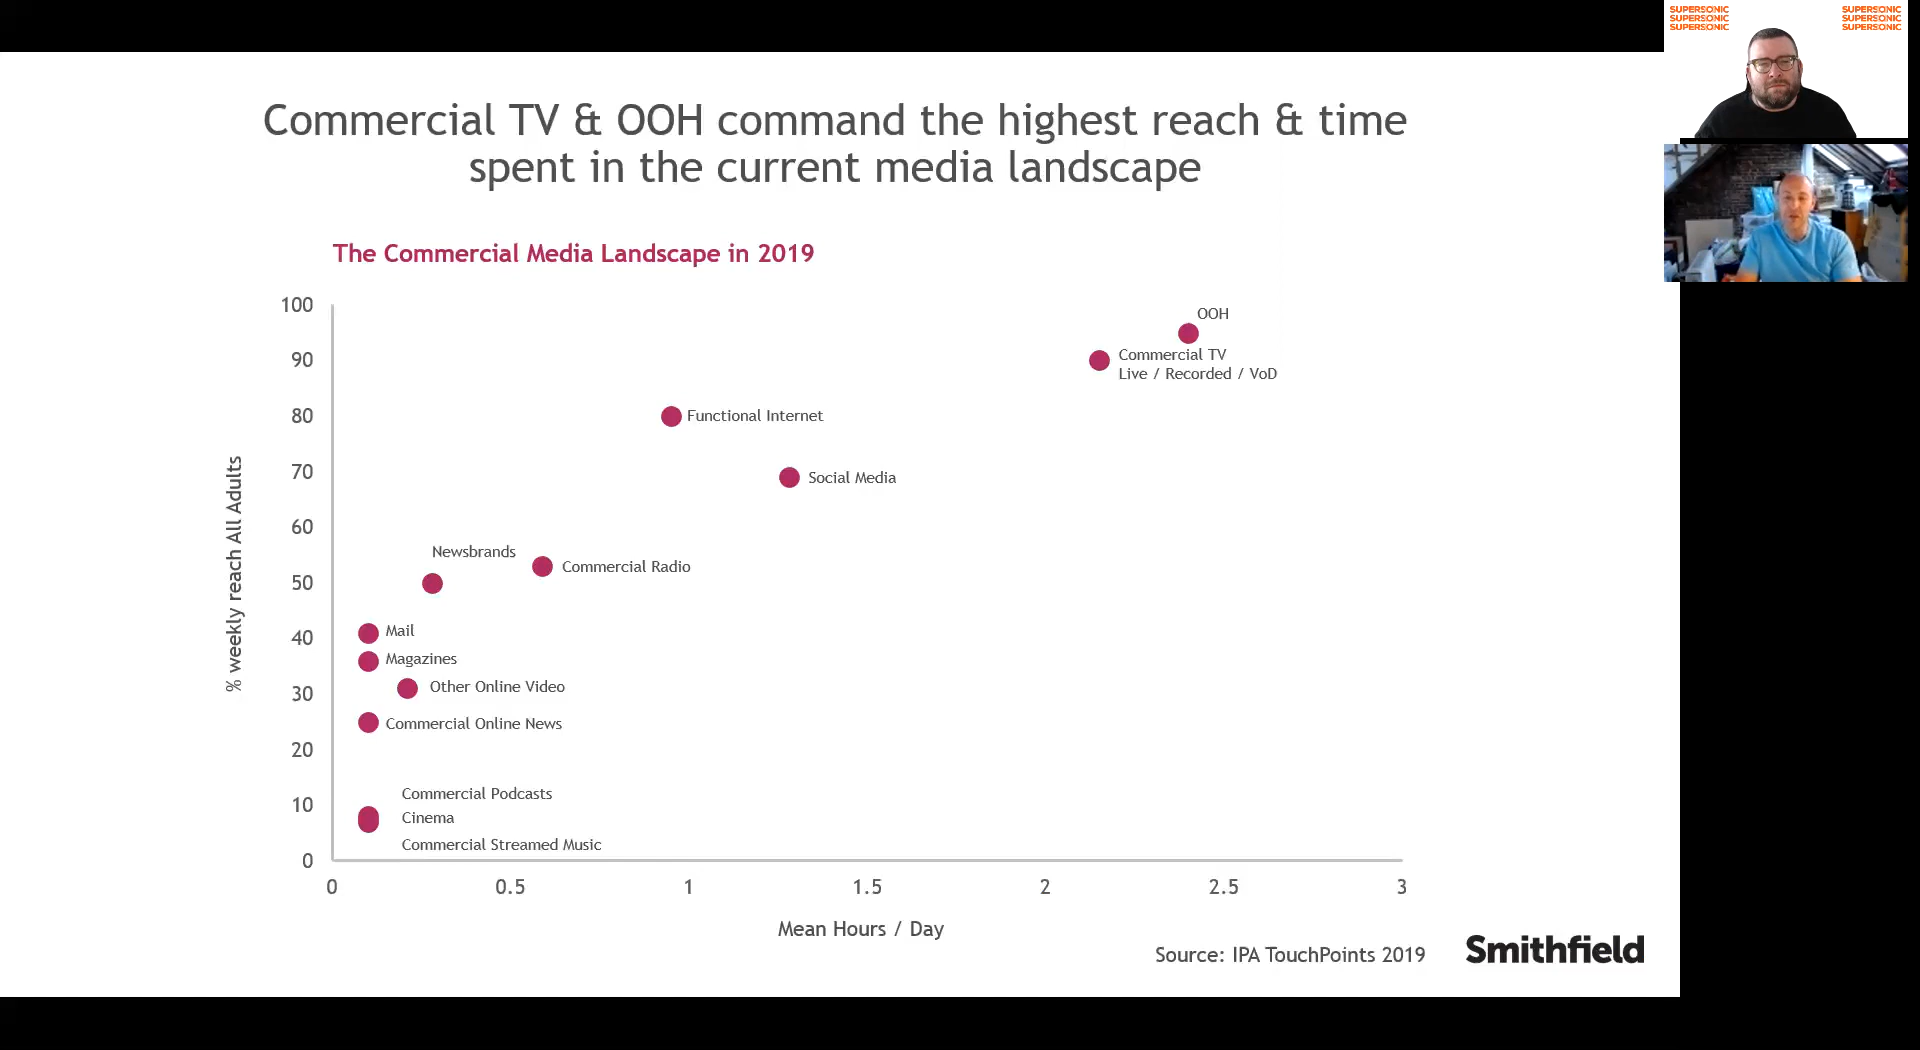 SUPERSONIC
SUPERSONIC
SUPERSONIC
SUPERSONIC
SUPERSONIC
SUPERSONIC
Commercial TV & OOH command the highest reach & time
spent in the current media landscape
The Commercial Media Landscape in 2019
% weekly reach All Adults
100
90
80
70
60
50
40
30
20
10
0
OOH
Commercial TV
Live / Recorded / VoD
Functional Internet
Social Media
Newsbrands
Commercial Radio
Mail
Magazines
Other Online Video
Commercial Online News
Commercial Podcasts
Cinema
Commercial Streamed Music
0
0.5
1
1.5
2
2.5
3
Mean Hours / Day
Source: IPA TouchPoints 2019
Smithfield